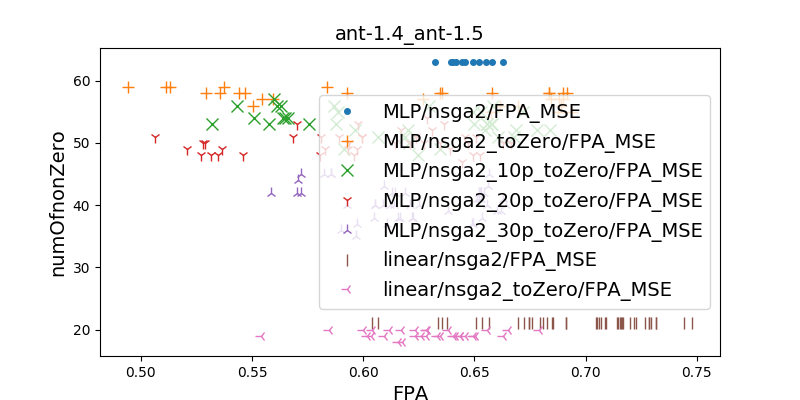 ant-1.4_ant-1.5
numOfnonZero
60
50
40
30
20
MLP/nsga2/FPA_MSE
MLP/nsga2_toZero/FPA_MSE
MLP/nsga2_10p_toZero/FPA_MSE
MLP/nsga2_20p_toZero/FPA_MSE
MLP/nsga2_30p_toZero/FPA_MSE
linear/nsga2/FPA_MSE
linear/nsga2_toZero/FPA_MSE
0.50 0.55 0.60 0.65 0.70 0.75
FPA